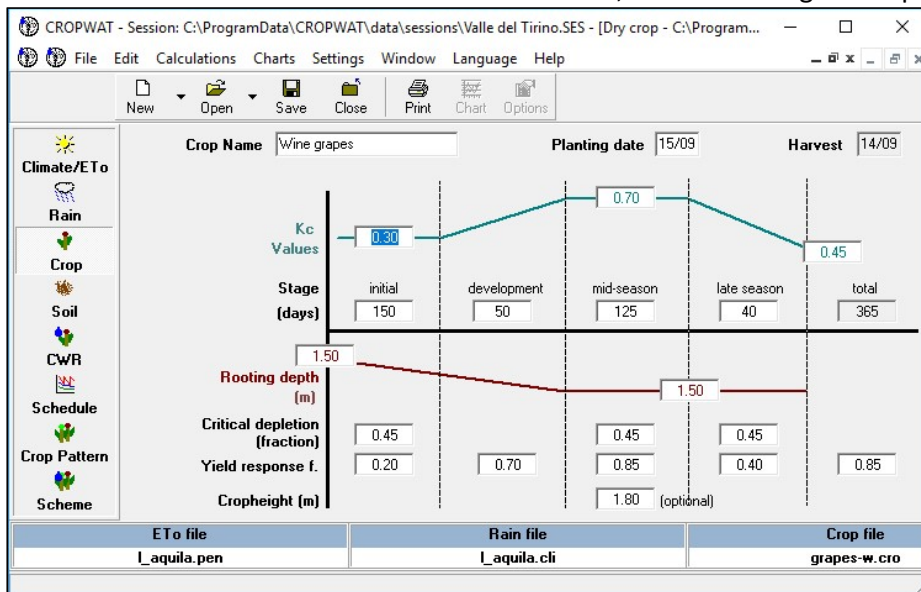 CROPWAT - Session: C:\ProgramData\CROPWAT\data\sessions\Valle del Tirino.SES - [Dry crop - C:\Program...
File Edit Calculations Charts Settings Window Language Help
New Open Save Close Print Chart Options
Climate/ETo
Rain
Crop
Soil
CWR
Schedule
Crop Pattern
Scheme
Crop Name Wine grapes Planting date 15/09 Harvest 14/09
0.70
Kc
Values
0.30
0.45
Stage initial development mid-season late season total
(days) 150 50 125 40 365
1.50
Rooting depth
(m)
1.50
Critical depletion
(fraction) 0.45 0.45 0.45
Yield response f. 0.20 0.70 0.85 0.40 0.85
Cropheight (m) 1.80 (optional)
ETo file Rain file Crop file
l_aquila.pen l_aquila.cli grapes-w.cro